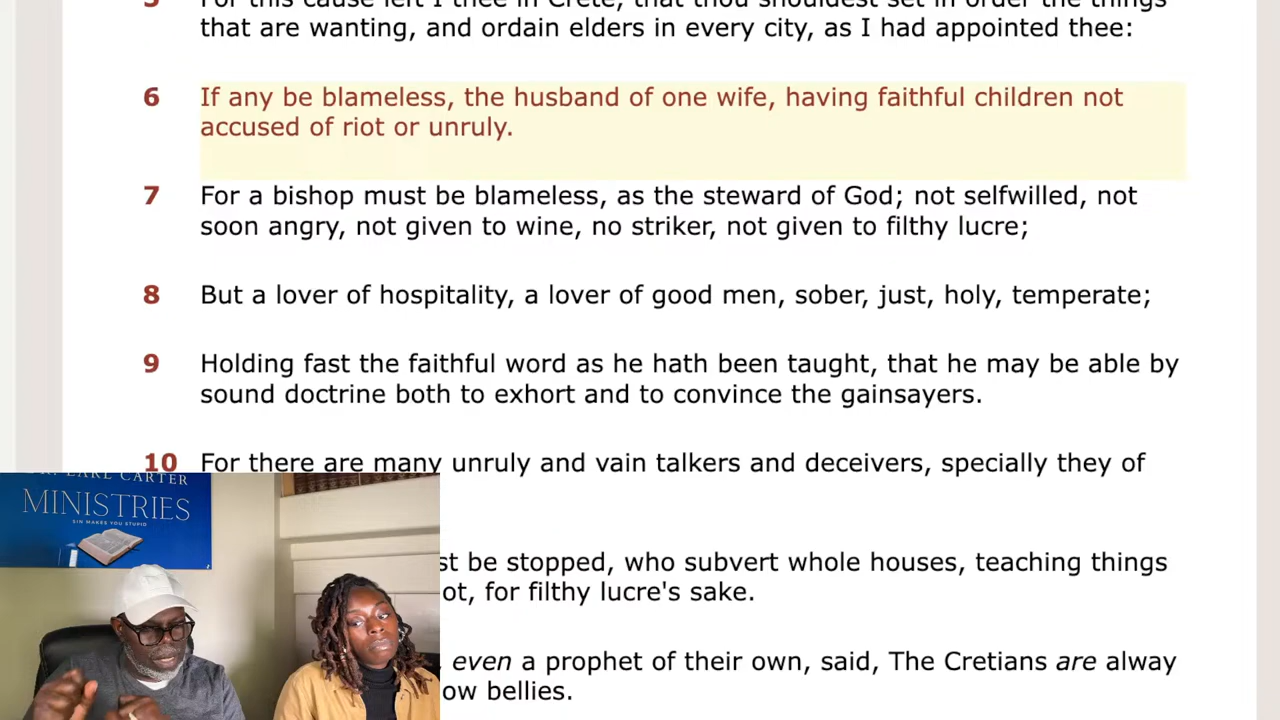 5 For this cause left I thee in Crete, that thou shouldest set in order the things
that are wanting, and ordain elders in every city, as I had appointed thee:
6 If any be blameless, the husband of one wife, having faithful children not
accused of riot or unruly.
7 For a bishop must be blameless, as the steward of God; not selfwilled, not
soon angry, not given to wine, no striker, not given to filthy lucre;
8 But a lover of hospitality, a lover of good men, sober, just, holy, temperate;
9 Holding fast the faithful word as he hath been taught, that he may be able by
sound doctrine both to exhort and to convince the gainsayers.
10 For there are many unruly and vain talkers and deceivers, specially they of
st be stopped, who subvert whole houses, teaching things
ot, for filthy lucre's sake.
even a prophet of their own, said, The Cretians are alway
ow bellies.
EARL CARTER
MINISTRIES
SIN MAKES YOU STUPID